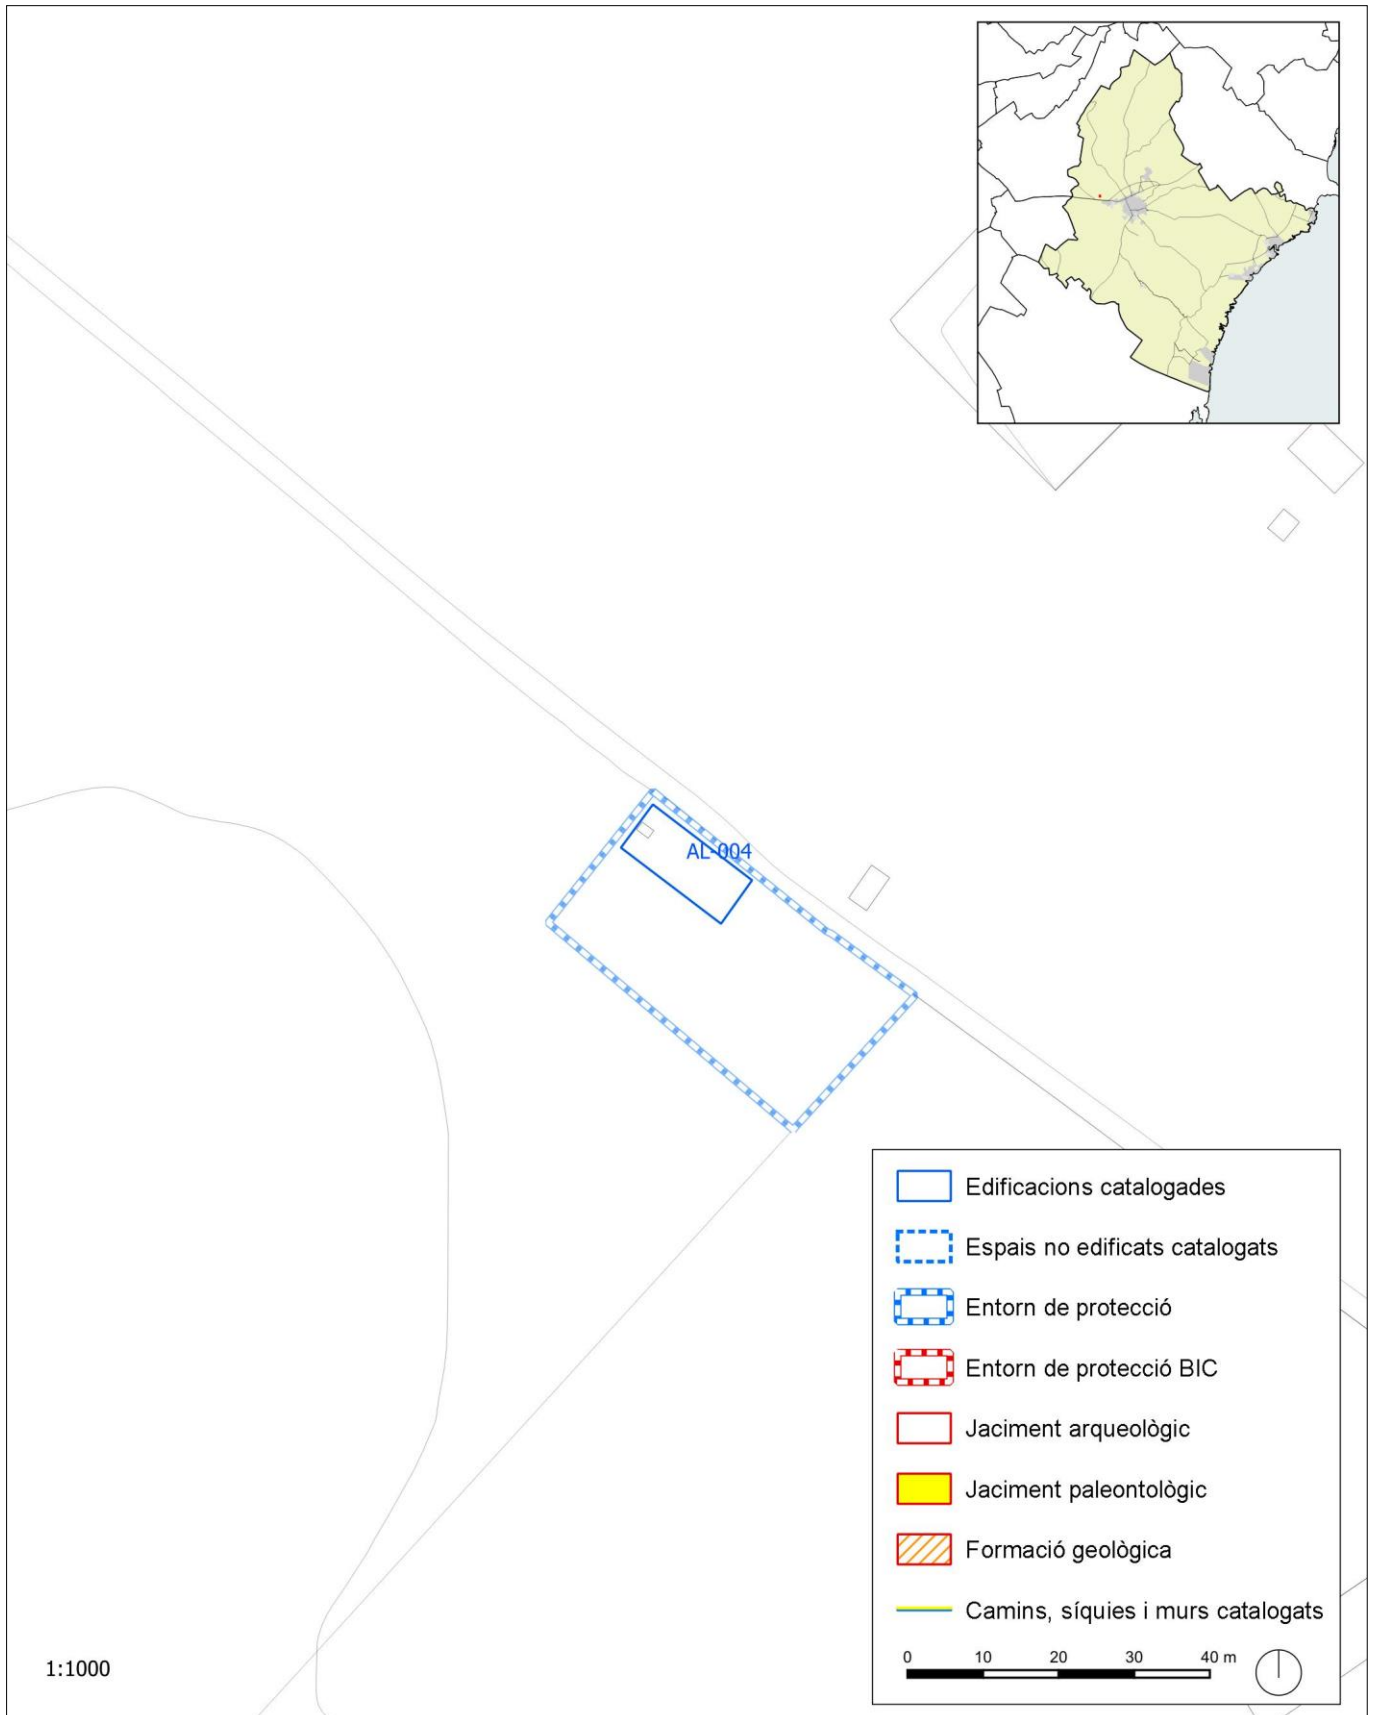 AL-004
Edificacions catalogades
Espais no edificats catalogats
Entorn de protecció
Entorn de protecció BIC
Jaciment arqueològic
Jaciment paleontològic
Formació geològica
Camins, síquies i murs catalogats
0 10 20 30 40 m
1:1000